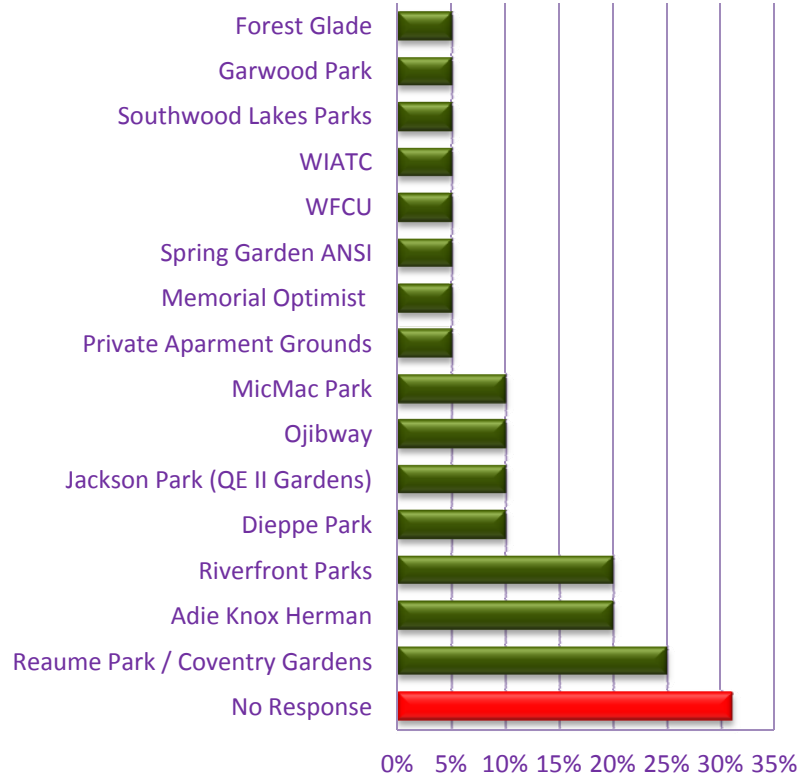 Forest Glade
Garwood Park
Southwood Lakes Parks
WIATC
WFCU
Spring Garden ANSI
Memorial Optimist
Private Aparment Grounds
MicMac Park
Ojibway
Jackson Park (QE II Gardens)
Dieppe Park
Riverfront Parks
Adie Knox Herman
Reaume Park / Coventry Gardens
No Response
0% 5% 10% 15% 20% 25% 30% 35%